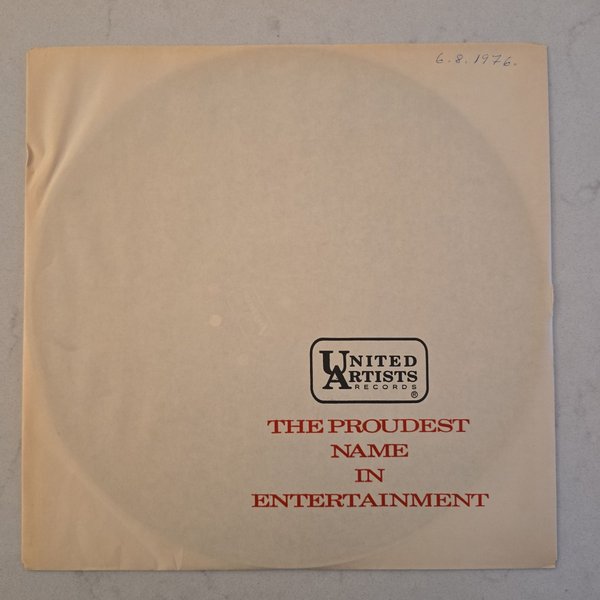 6.8.1976.
UNITED
ARTISTS
RECORDS
®
THE PROUDEST
NAME
IN
ENTERTAINMENT